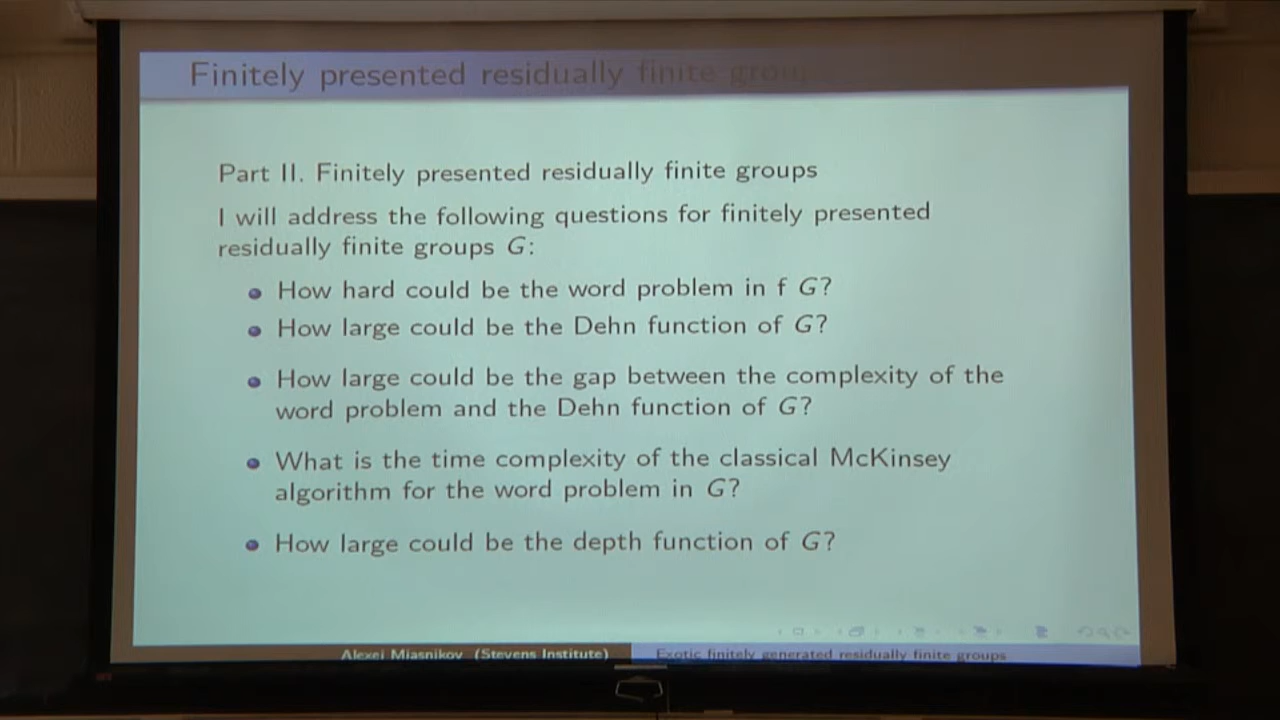 Finitely presented residually finite groups
Part II. Finitely presented residually finite groups
I will address the following questions for finitely presented
residually finite groups G:
How hard could be the word problem in f G?
How large could be the Dehn function of G?
How large could be the gap between the complexity of the
word problem and the Dehn function of G?
What is the time complexity of the classical McKinsey
algorithm for the word problem in G?
How large could be the depth function of G?
Alexei Miasnikov (Stevens Institute)
Exotic finitely generated residually finite groups